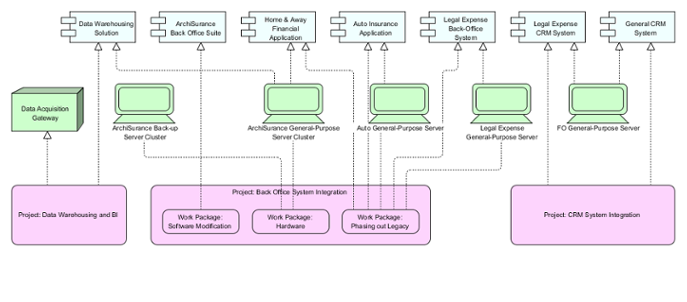 Data Warehousing
Solution
ArchiSurance
Back Office Suite
Home & Away
Financial
Application
Auto Insurance
Application
Legal Expense
Back-Office
System
Legal Expense
CRM System
General CRM
System
Data Acquisition
Gateway
ArchiSurance Back-up
Server Cluster
ArchiSurance General-Purpose
Server Cluster
Auto General-Purpose Server
Legal Expense
General-Purpose Server
FO General-Purpose Server
Project: Data Warehousing and BI
Project: Back Office System Integration
Work Package:
Software Modification
Work Package:
Hardware
Work Package:
Phasing out Legacy
Project: CRM System Integration